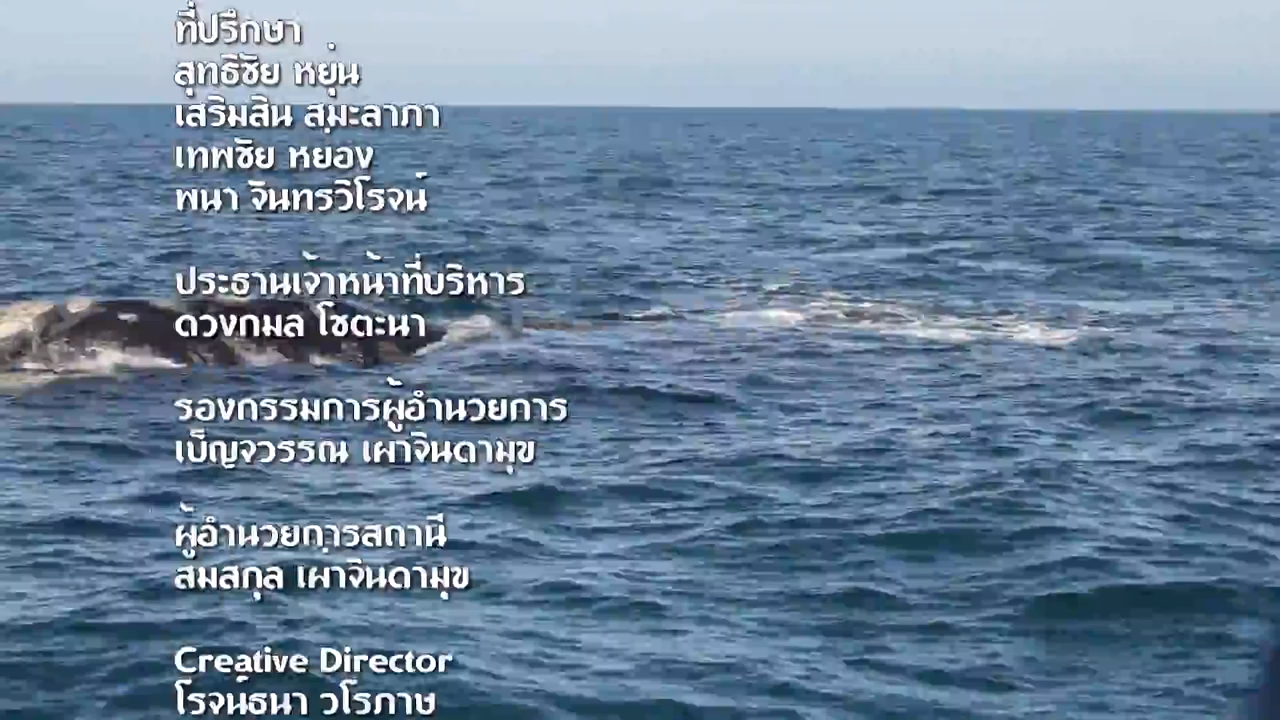 ที่ปรึกษา
สุทธิชัย หยุ่น
เสริมสิน สมะลาภา
เทพชัย หย่อง
พนา จันทรวิโรจน์
ประธานเจ้าหน้าที่บริหาร
ดวงกมล โชตะนา
รองกรรมการผู้อำนวยการ
เบ็ญจวรรณ เผ่าจินดามุข
ผู้อำนวยการสถานี
สมสกุล เผ่าจินดามุข
Creative Director
โรจน์ธนา วโรภาษ